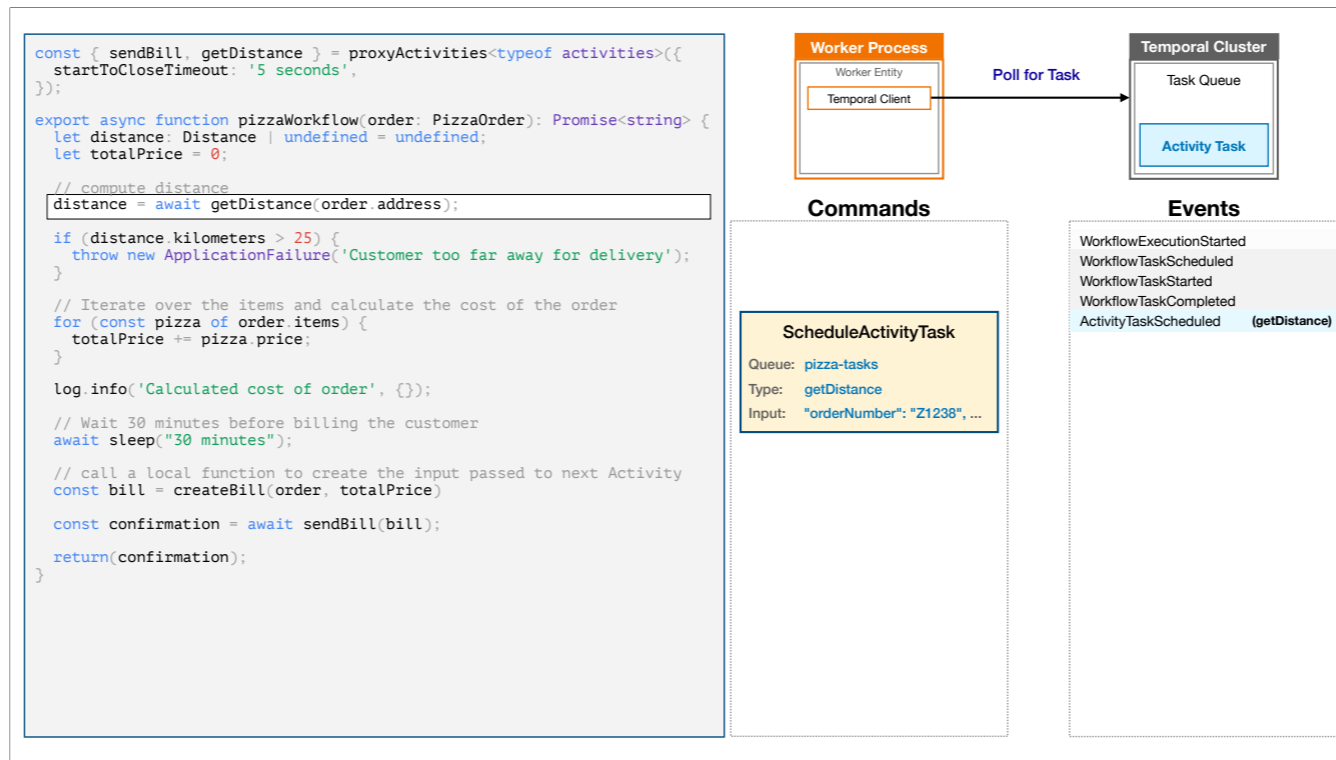 const { sendBill, getDistance } = proxyActivities<typeof activities>({
  startToCloseTimeout: '5 seconds',
});
export async function pizzaWorkflow(order: PizzaOrder): Promise<string> {
  let distance: Distance | undefined = undefined;
  let totalPrice = 0;
  // compute distance
  distance = await getDistance(order.address);
  if (distance.kilometers > 25) {
    throw new ApplicationFailure('Customer too far away for delivery');
  }
  // Iterate over the items and calculate the cost of the order
  for (const pizza of order.items) {
    totalPrice += pizza.price;
  }
  log.info('Calculated cost of order', {});
  // Wait 30 minutes before billing the customer
  await sleep("30 minutes");
  // call a local function to create the input passed to next Activity
  const bill = createBill(order, totalPrice)
  const confirmation = await sendBill(bill);
  return(confirmation);
}
Worker Process
Worker Entity
Temporal Client
Poll for Task
Temporal Cluster
Task Queue
Activity Task
Commands
ScheduleActivityTask
Queue: pizza-tasks
Type: getDistance
Input: "orderNumber": "Z1238", ...
Events
WorkflowExecutionStarted
WorkflowTaskScheduled
WorkflowTaskStarted
WorkflowTaskCompleted
ActivityTaskScheduled (getDistance)